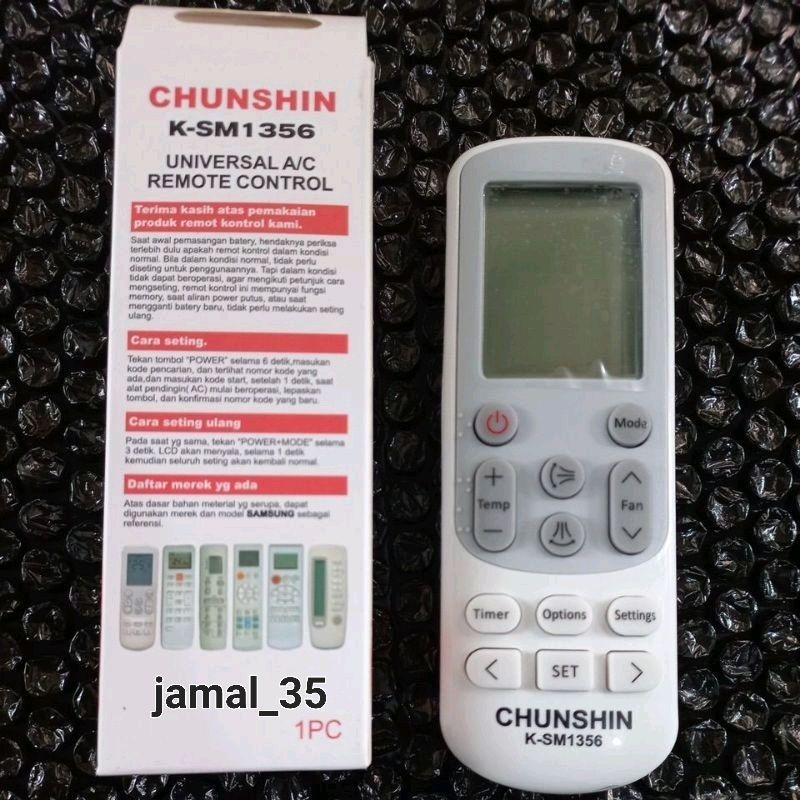 CHUNSHIN
K-SM1356
UNIVERSAL A/C
REMOTE CONTROL
Terima kasih atas pemakaian
produk remot kontrol kami.
Saat awal pemasangan batery, hendaknya periksa
terlebih dulu apakah remot kontrol dalam kondisi
normal. Bila dalam kondisi normal, tidak perlu
diseting untuk penggunaannya. Tapi dalam kondisi
tidak dapat beroperasi, agar mengikuti petunjuk cara
mengseting, remot kontrol ini mempunyai fungsi
memory, saat aliran power putus, atau saat
mengganti batery baru, tidak perlu melakukan seting
ulang.
Cara seting.
Tekan tombol "POWER" selama 6 detik,masukan
kode pencarian, dan terlihat nomor kode yang
ada,dan masukan kode start, setelah 1 detik, saat
alat pendingin( AC) mulai beroperasi, lepaskan
tombol, dan konfirmasi nomor kode yang baru.
Cara seting ulang
Pada saat yg sama, tekan "POWER+MODE" selama
3 detik. LCD akan menyala, selama 1 detik
kemudian seluruh seting akan kembali normal.
Daftar merek yg ada
Atas dasar bahan meterial yg serupa, dapat
digunakan merek dan model SAMSUNG sebagai
referensi.
jamal_35
1PC
Mode
+
Temp
−
Fan
Timer
Options
Settings
<
SET
>
CHUNSHIN
K-SM1356